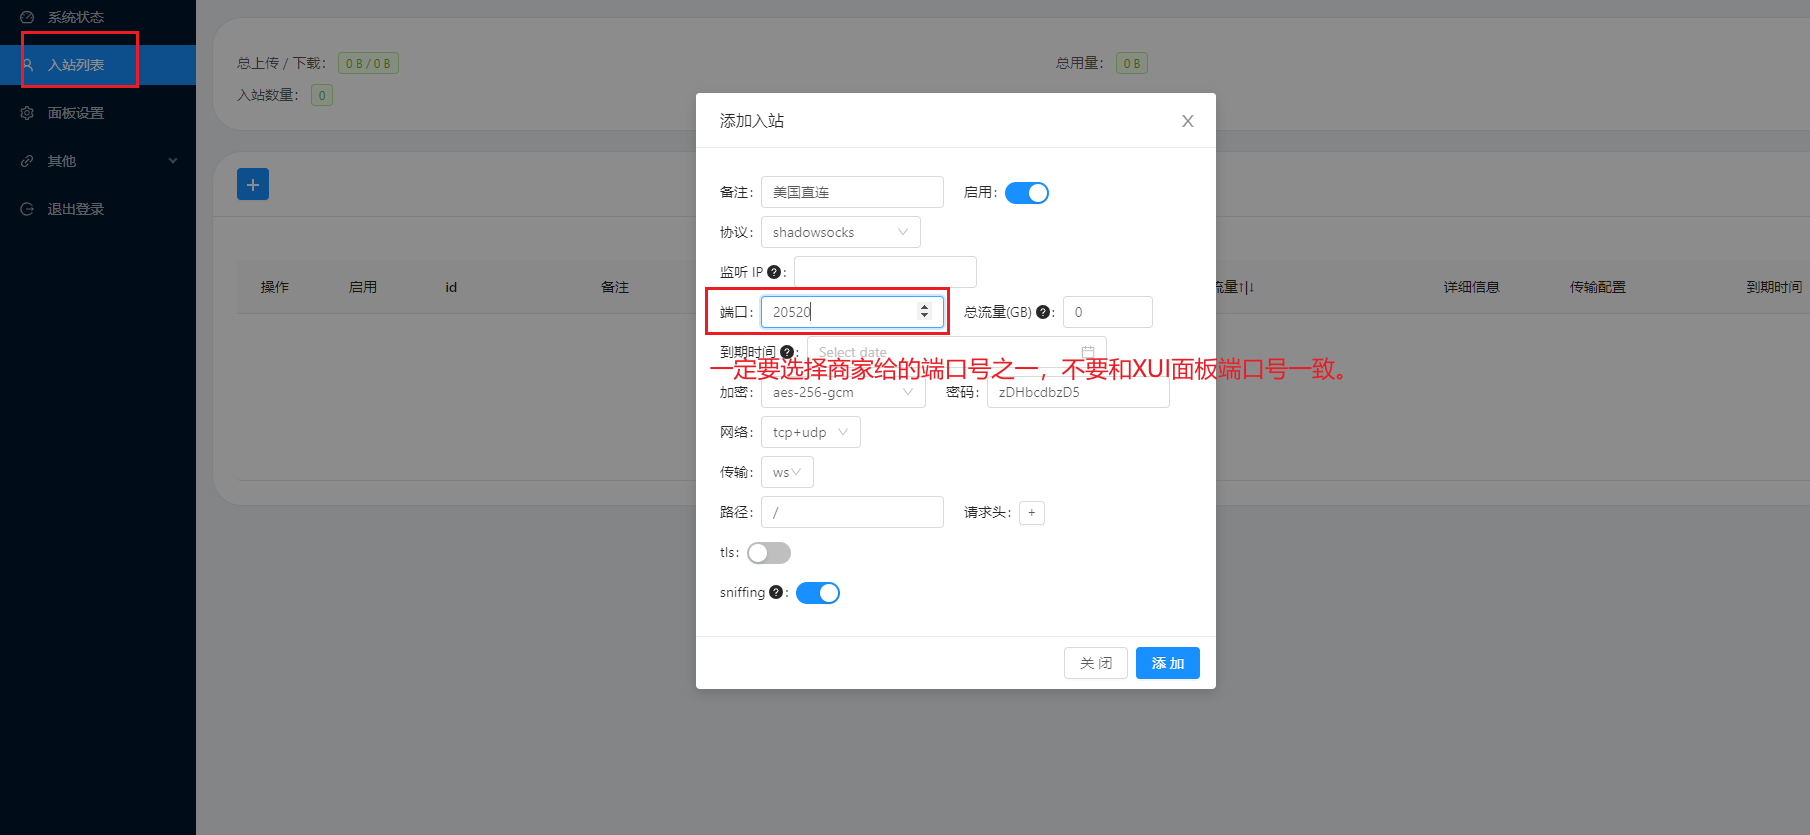 系统状态
入站列表
面板设置
其他
退出登录
总上传 / 下载： 0 B / 0 B
总用量： 0 B
入站数量： 0
+
操作 启用 id 备注 流量↑|↓ 详细信息 传输配置 到期时间
添加入站 X
备注： 美国直连 启用：
协议： shadowsocks
监听 IP ?：
端口： 20520 总流量(GB) ?： 0
到期时间 ?： Select date
一定要选择商家给的端口号之一，不要和XUI面板端口号一致。
加密： aes-256-gcm 密码： zDHbcdbzD5
网络： tcp+udp
传输： ws
路径： / 请求头： +
tls：
sniffing ?：
关 闭 添 加